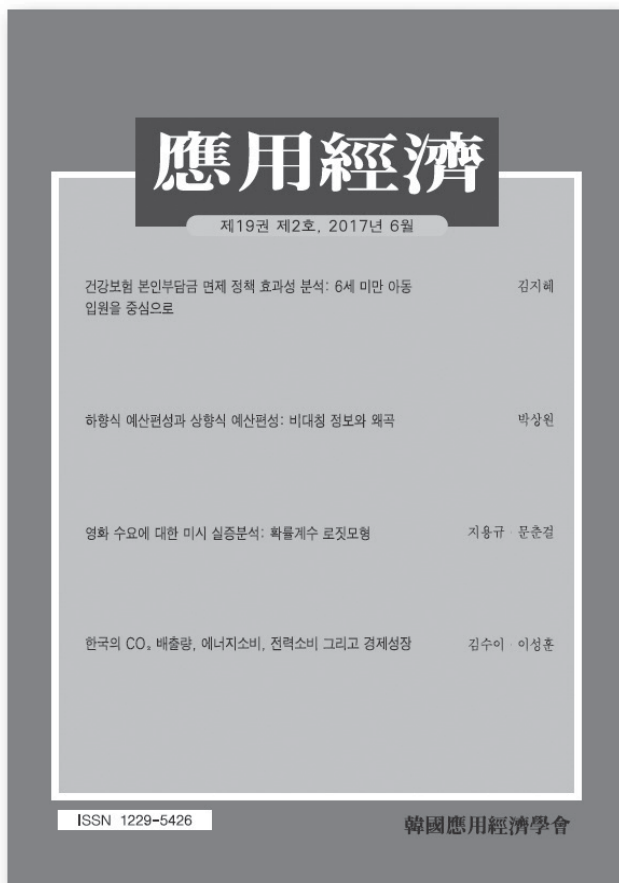 應用經濟
제19권 제2호, 2017년 6월
건강보험 본인부담금 면제 정책 효과성 분석: 6세 미만 아동 김지혜
입원을 중심으로
하향식 예산편성과 상향식 예산편성: 비대칭 정보와 왜곡 박상원
영화 수요에 대한 미시 실증분석: 확률계수 로짓모형 지용규 · 문춘걸
한국의 CO₂ 배출량, 에너지소비, 전력소비 그리고 경제성장 김수이 · 이성훈
ISSN 1229-5426 韓國應用經濟學會